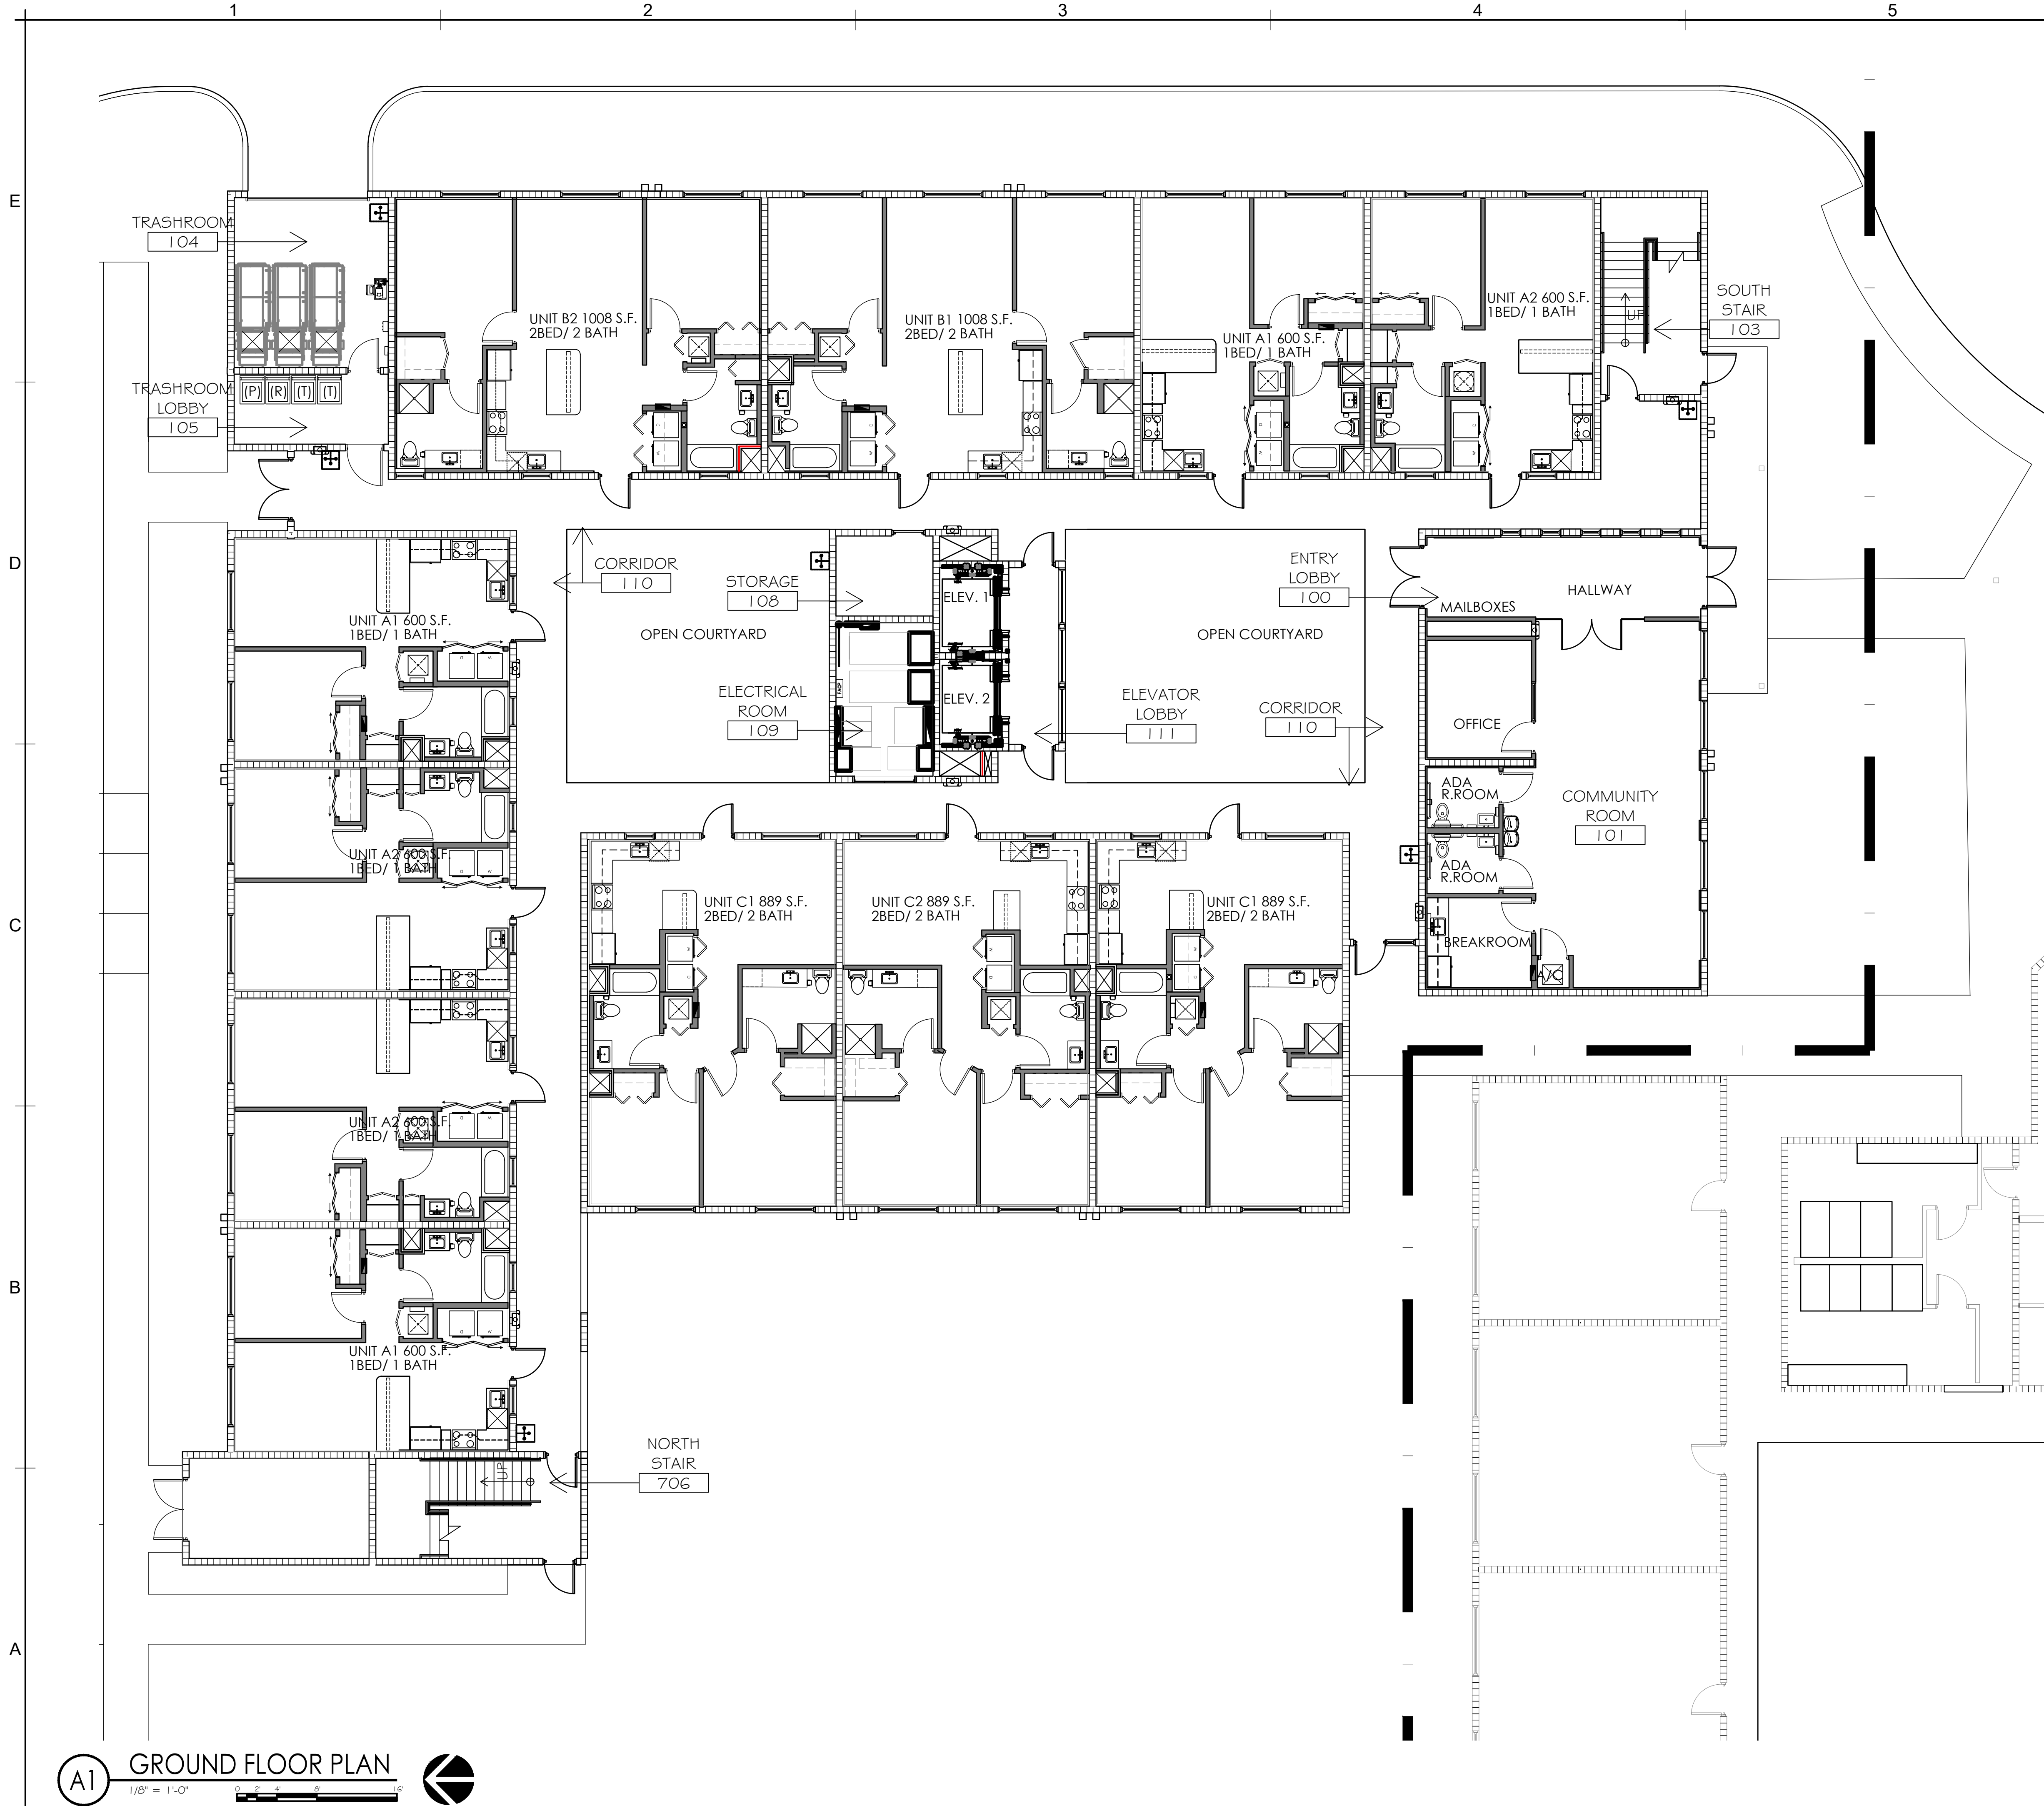 1
2
3
4
5
E
D
C
B
A
TRASHROOM
104
TRASHROOM
LOBBY
105
(P) (R) (T) (T)
UNIT B2 1008 S.F.
2BED/ 2 BATH
UNIT B1 1008 S.F.
2BED/ 2 BATH
UNIT A1 600 S.F.
1BED/ 1 BATH
UNIT A2 600 S.F.
1BED/ 1 BATH
UP
SOUTH
STAIR
103
UNIT A1 600 S.F.
1BED/ 1 BATH
CORRIDOR
110
OPEN COURTYARD
STORAGE
108
ELECTRICAL
ROOM
109
ELEV. 1
ELEV. 2
ELEVATOR
LOBBY
111
OPEN COURTYARD
CORRIDOR
110
ENTRY
LOBBY
100
MAILBOXES
HALLWAY
OFFICE
ADA
R.ROOM
ADA
R.ROOM
COMMUNITY
ROOM
101
BREAKROOM
A/C
UNIT A2 600 S.F.
1BED/ 1 BATH
UNIT C1 889 S.F.
2BED/ 2 BATH
UNIT C2 889 S.F.
2BED/ 2 BATH
UNIT C1 889 S.F.
2BED/ 2 BATH
UNIT A2 600 S.F.
1BED/ 1 BATH
UNIT A1 600 S.F.
1BED/ 1 BATH
UP
NORTH
STAIR
706
A1
GROUND FLOOR PLAN
1/8" = 1'-0"
0 2' 4' 8' 16'